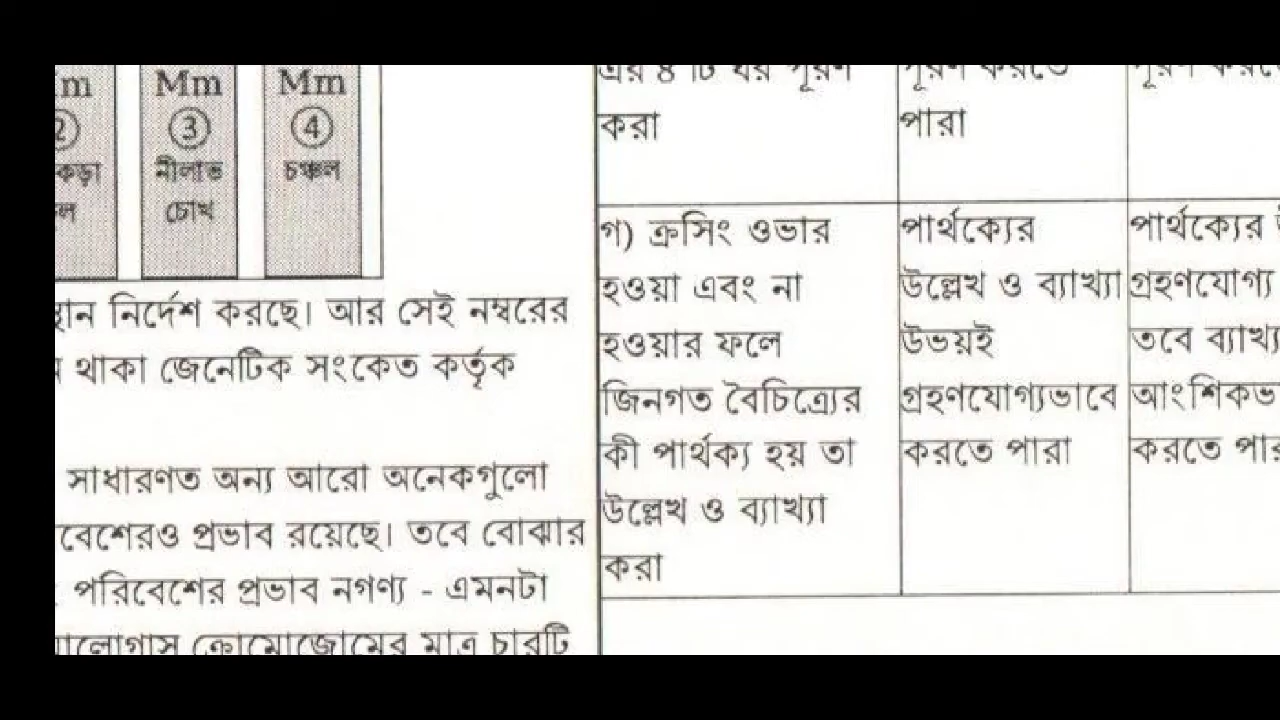 Mm
Mm
③
④
নীলাভ
চোখ
চঞ্চল
নির্দেশ করছে। আর সেই নম্বরের
থাকা জেনেটিক সংকেত কর্তৃক
সাধারণত অন্য আরো অনেকগুলো
প্রভাব রয়েছে। তবে বোঝার
পরিবেশের প্রভাব নগণ্য - এমনটা
ক্রোমোজোমের মাত্র চারটি
করা
পারা
গ) ক্রসিং ওভার
হওয়া এবং না
হওয়ার ফলে
জিনগত বৈচিত্র্যের
কী পার্থক্য হয় তা
উল্লেখ ও ব্যাখ্যা
করা
পার্থক্যের
উল্লেখ ও ব্যাখ্যা
উভয়ই
গ্রহণযোগ্যভাবে
করতে পারা
পার্থক্যের
গ্রহণযোগ্য
তবে
করতে